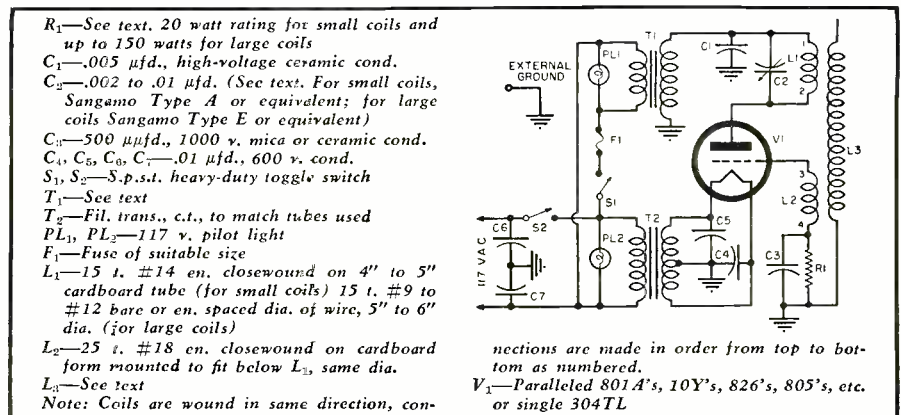 R₁—See text. 20 watt rating for small coils and
up to 150 watts for large coils
C₁—.005 μfd., high-voltage ceramic cond.
C₂—.002 to .01 μfd. (See text. For small coils,
Sangamo Type A or equivalent; for large
coils Sangamo Type E or equivalent)
C₃—500 μμfd., 1000 v. mica or ceramic cond.
C₄, C₅, C₆, C₇—.01 μfd., 600 v. cond.
S₁, S₂—S.p.s.t. heavy-duty toggle switch
T₁—See text
T₂—Fil. trans., c.t., to match tubes used
PL₁, PL₂—117 v. pilot light
F₁—Fuse of suitable size
L₁—15 t. #14 en. closewound on 4" to 5"
cardboard tube (for small coils) 15 t. #9 to
#12 bare or en. spaced dia. of wire, 5" to 6"
dia. (for large coils)
L₂—25 t. #18 en. closewound on cardboard
form mounted to fit below L₁, same dia.
L₃—See text
Note: Coils are wound in same direction, con-
nections are made in order from top to bot-
tom as numbered.
V₁—Paralleled 801A's, 10Y's, 826's, 805's, etc.
or single 304TL
EXTERNAL
GROUND
PL1
T1
C1
L1
1
C2
2
V1
L3
F1
S1
3
L2
4
S2
T2
C5
C6
PL2
C4
C3
R1
117 VAC
C7